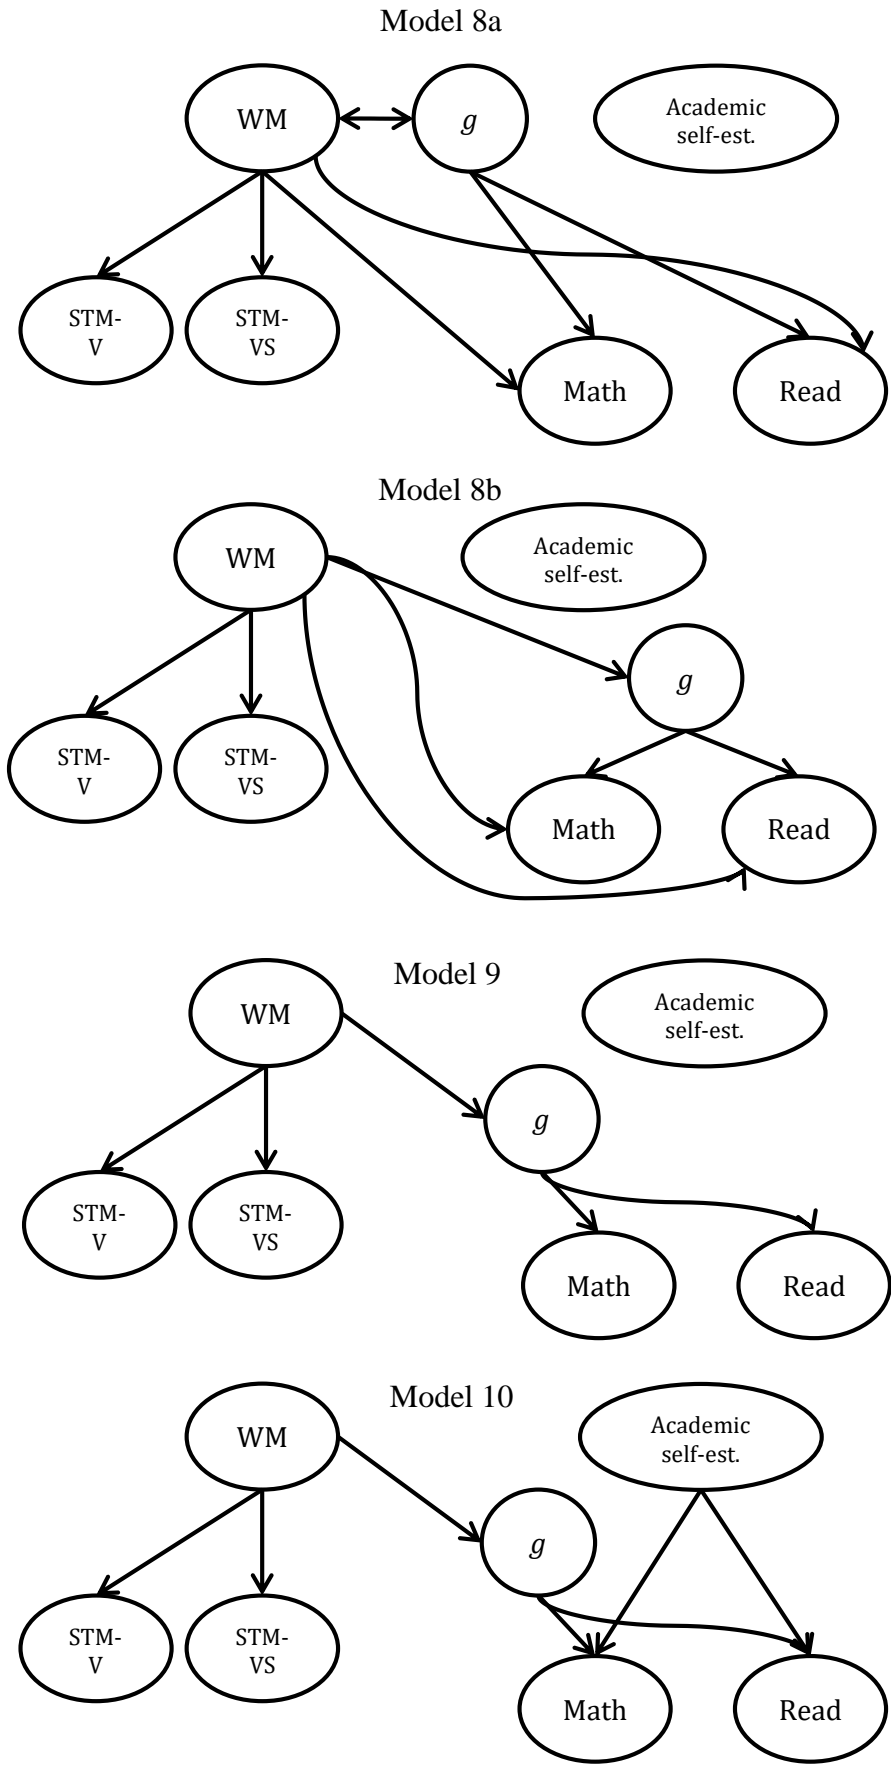 Model 8a
WM
g
Academic
self-est.
STM-
V
STM-
VS
Math
Read
Model 8b
WM
Academic
self-est.
g
STM-
V
STM-
VS
Math
Read
Model 9
WM
Academic
self-est.
g
STM-
V
STM-
VS
Math
Read
Model 10
WM
Academic
self-est.
g
STM-
V
STM-
VS
Math
Read